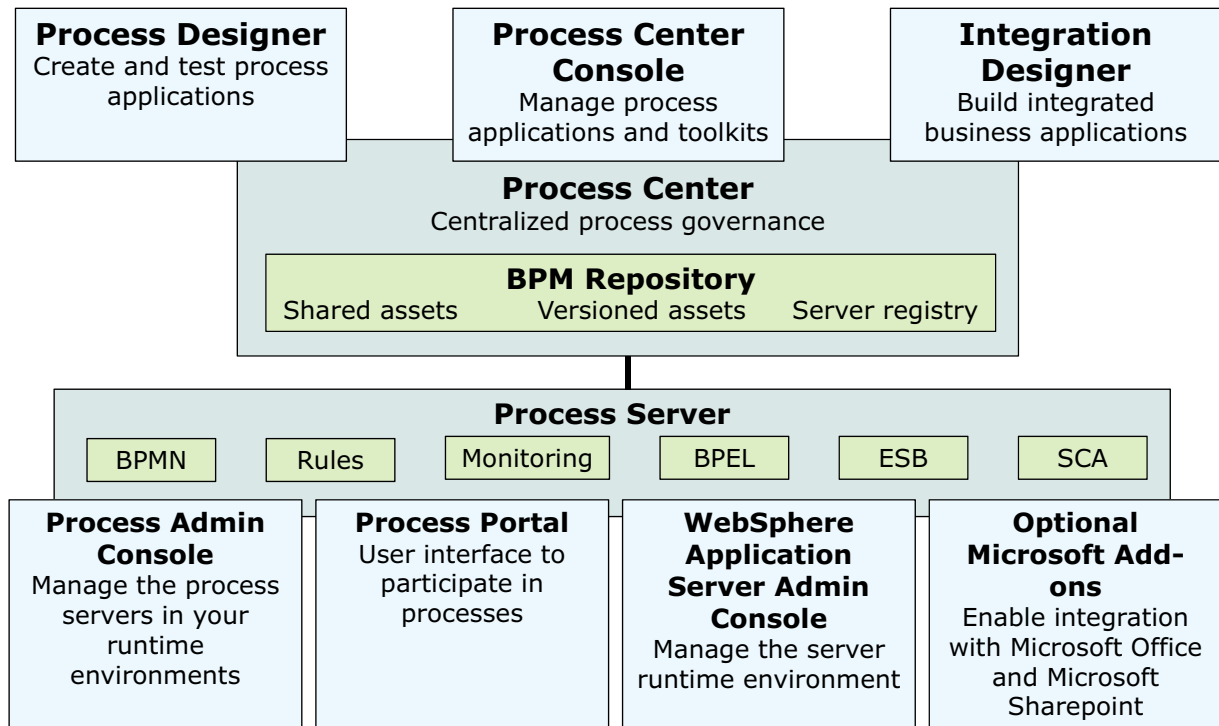 Process Designer
Create and test process
applications
Process Center
Console
Manage process
applications and toolkits
Integration
Designer
Build integrated
business applications
Process Center
Centralized process governance
BPM Repository
Shared assets Versioned assets Server registry
Process Server
BPMN Rules Monitoring BPEL ESB SCA
Process Admin
Console
Manage the process
servers in your
runtime
environments
Process Portal
User interface to
participate in
processes
WebSphere
Application
Server Admin
Console
Manage the server
runtime environment
Optional
Microsoft Add-
ons
Enable integration
with Microsoft Office
and Microsoft
Sharepoint